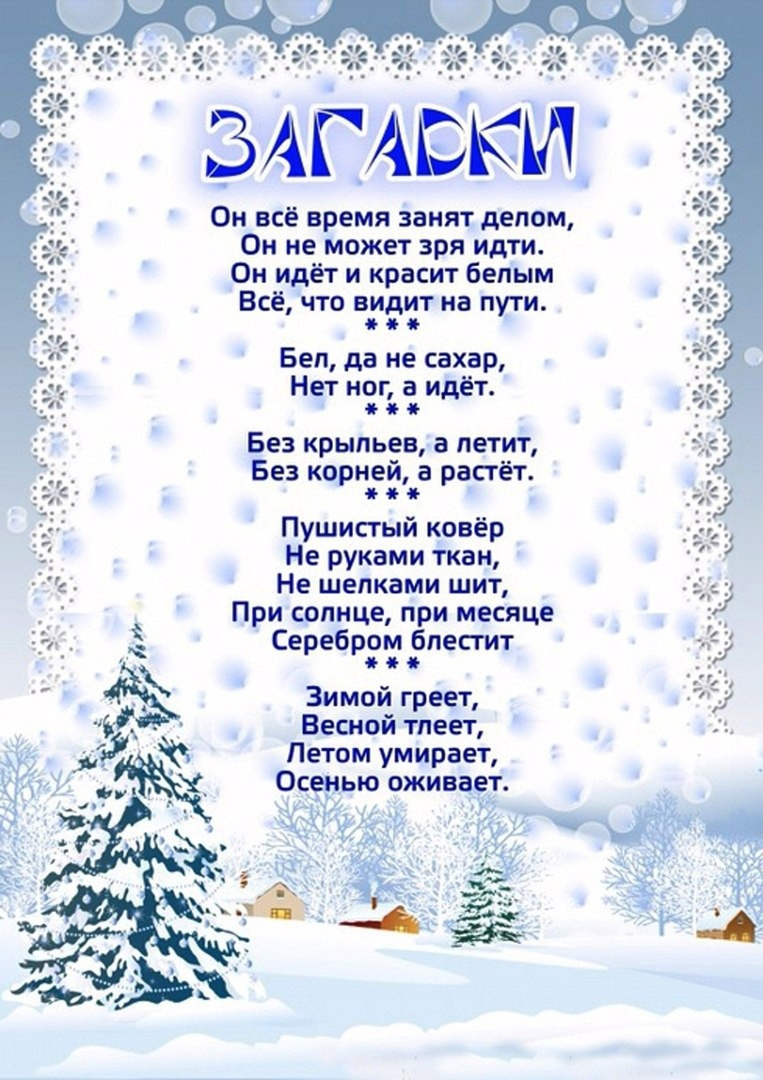 ЗАГАДКИ
Он всё время занят делом,
Он не может зря идти.
Он идёт и красит белым
Всё, что видит на пути.
* * *
Бел, да не сахар,
Нет ног, а идёт.
* * *
Без крыльев, а летит,
Без корней, а растёт.
* * *
Пушистый ковёр
Не руками ткан,
Не шелками шит,
При солнце, при месяце
Серебром блестит
* * *
Зимой греет,
Весной тлеет,
Летом умирает,
Осенью оживает.